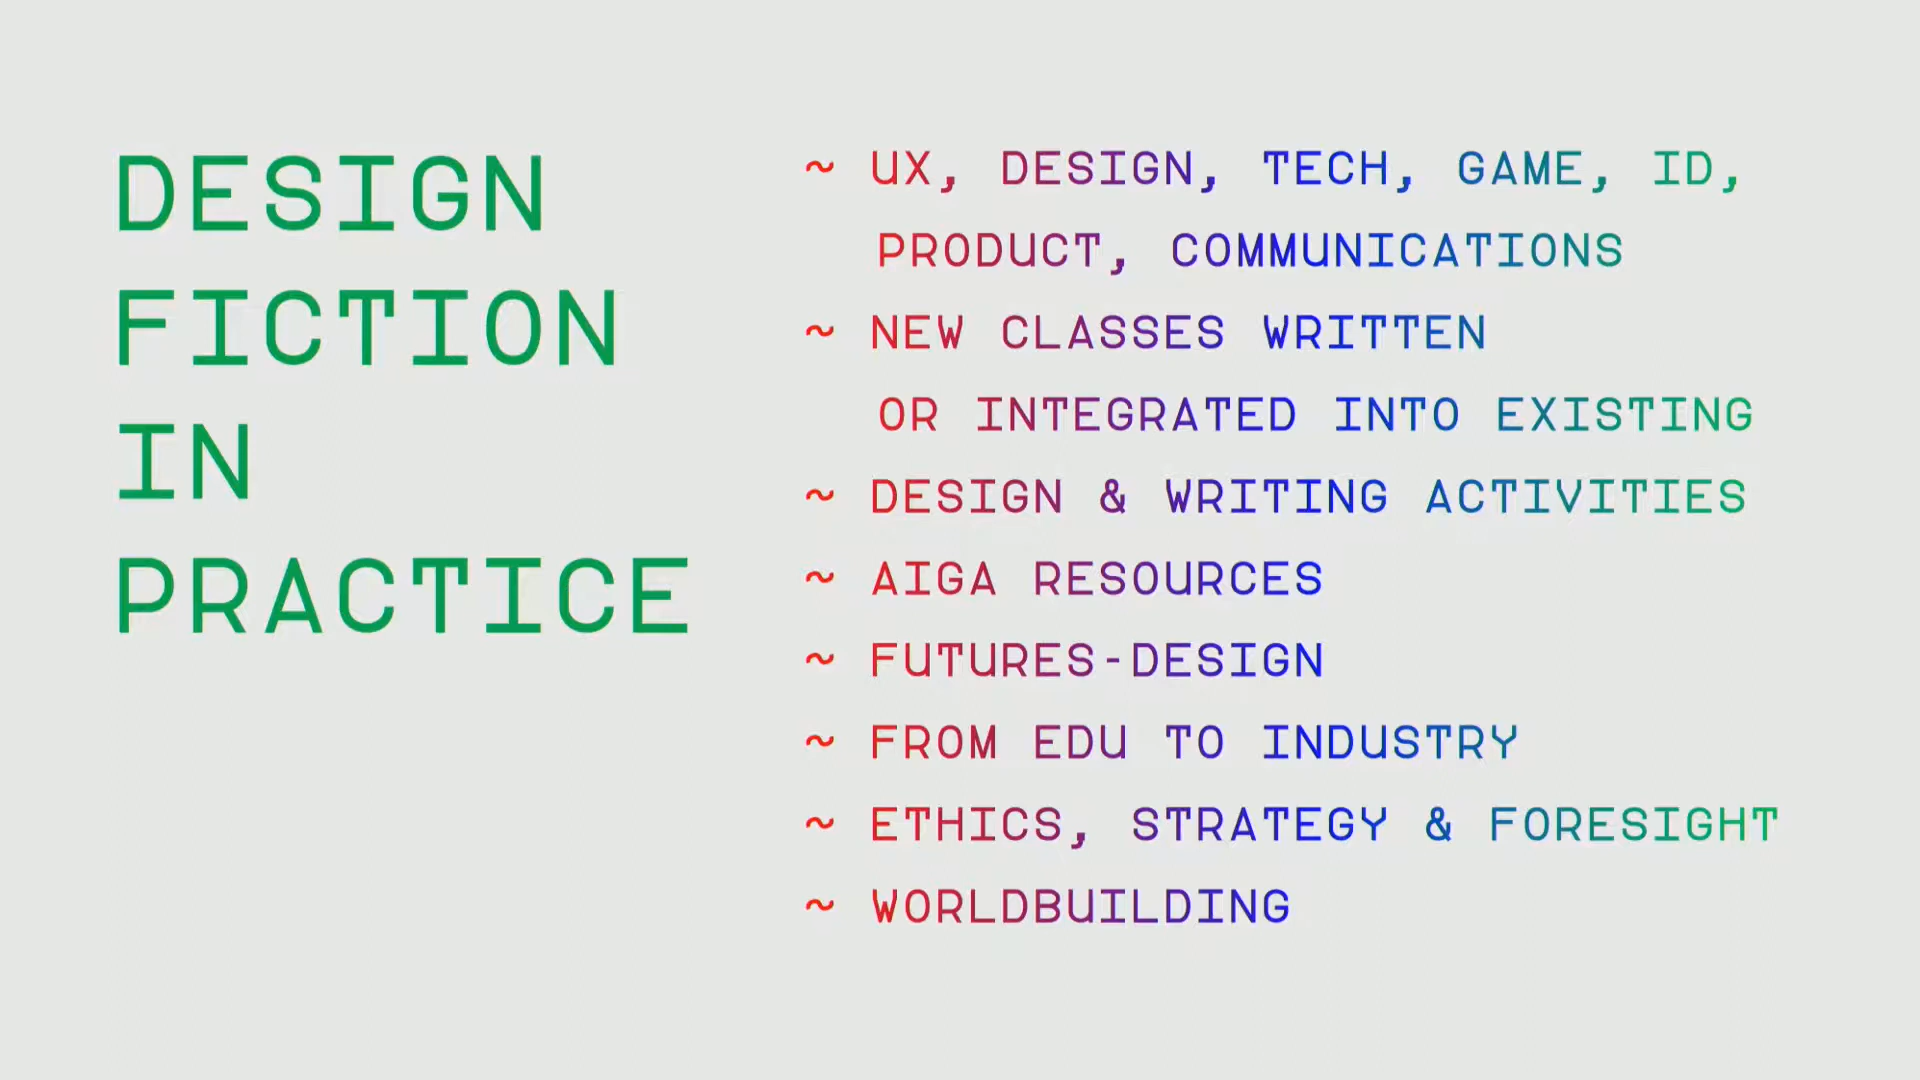 DESIGN
FICTION
IN
PRACTICE
~ UX, DESIGN, TECH, GAME, ID,
PRODUCT, COMMUNICATIONS
~ NEW CLASSES WRITTEN
OR INTEGRATED INTO EXISTING
~ DESIGN & WRITING ACTIVITIES
~ AIGA RESOURCES
~ FUTURES-DESIGN
~ FROM EDU TO INDUSTRY
~ ETHICS, STRATEGY & FORESIGHT
~ WORLDBUILDING